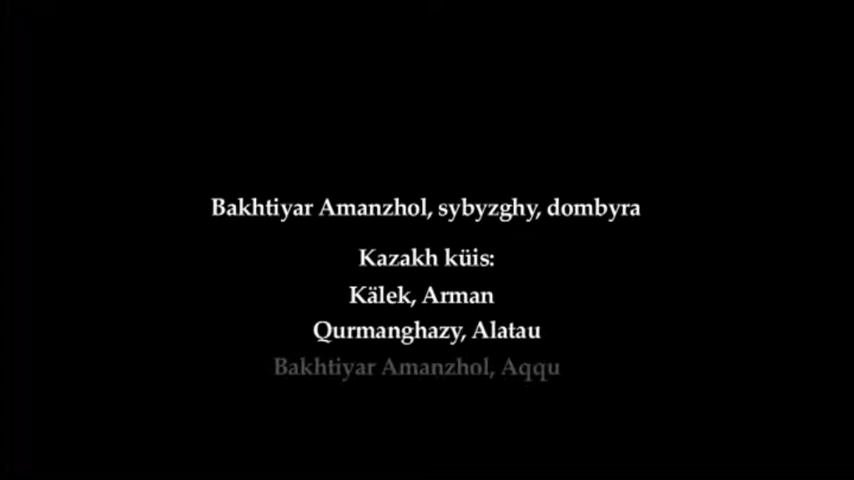 Bakhtiyar Amanzhol, sybyzghy, dombyra
Kazakh küis:
Kälek, Arman
Qurmanghazy, Alatau
Bakhtiyar Amanzhol, Aqqu